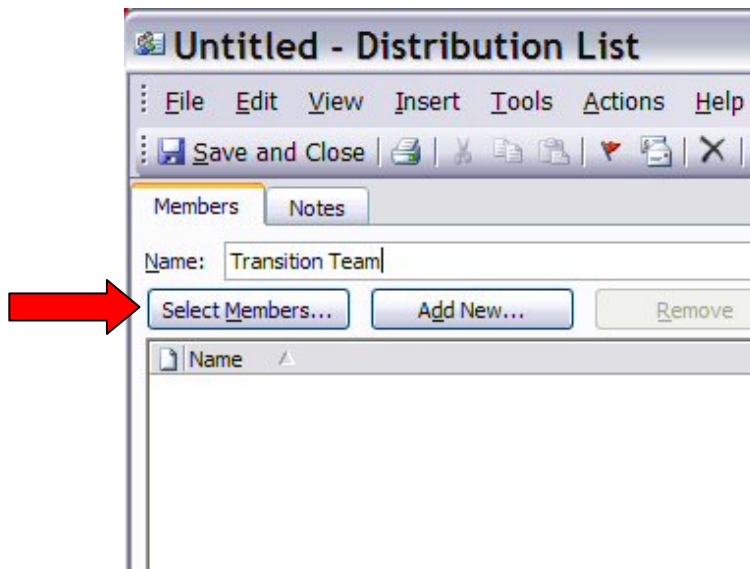 Untitled - Distribution List
File Edit View Insert Tools Actions Help
Save and Close
Members Notes
Name: Transition Team
Select Members... Add New... Remove
Name